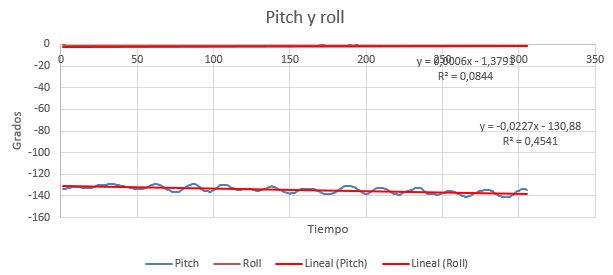 Pitch y roll
0
-20
-40
-60
-80
-100
-120
-140
-160
0 50 100 150 200 250 300 350
y = 0,0006x - 1,3791
R² = 0,0844
y = -0,0227x - 130,88
R² = 0,4541
Grados
Tiempo
Pitch Roll Lineal (Pitch) Lineal (Roll)